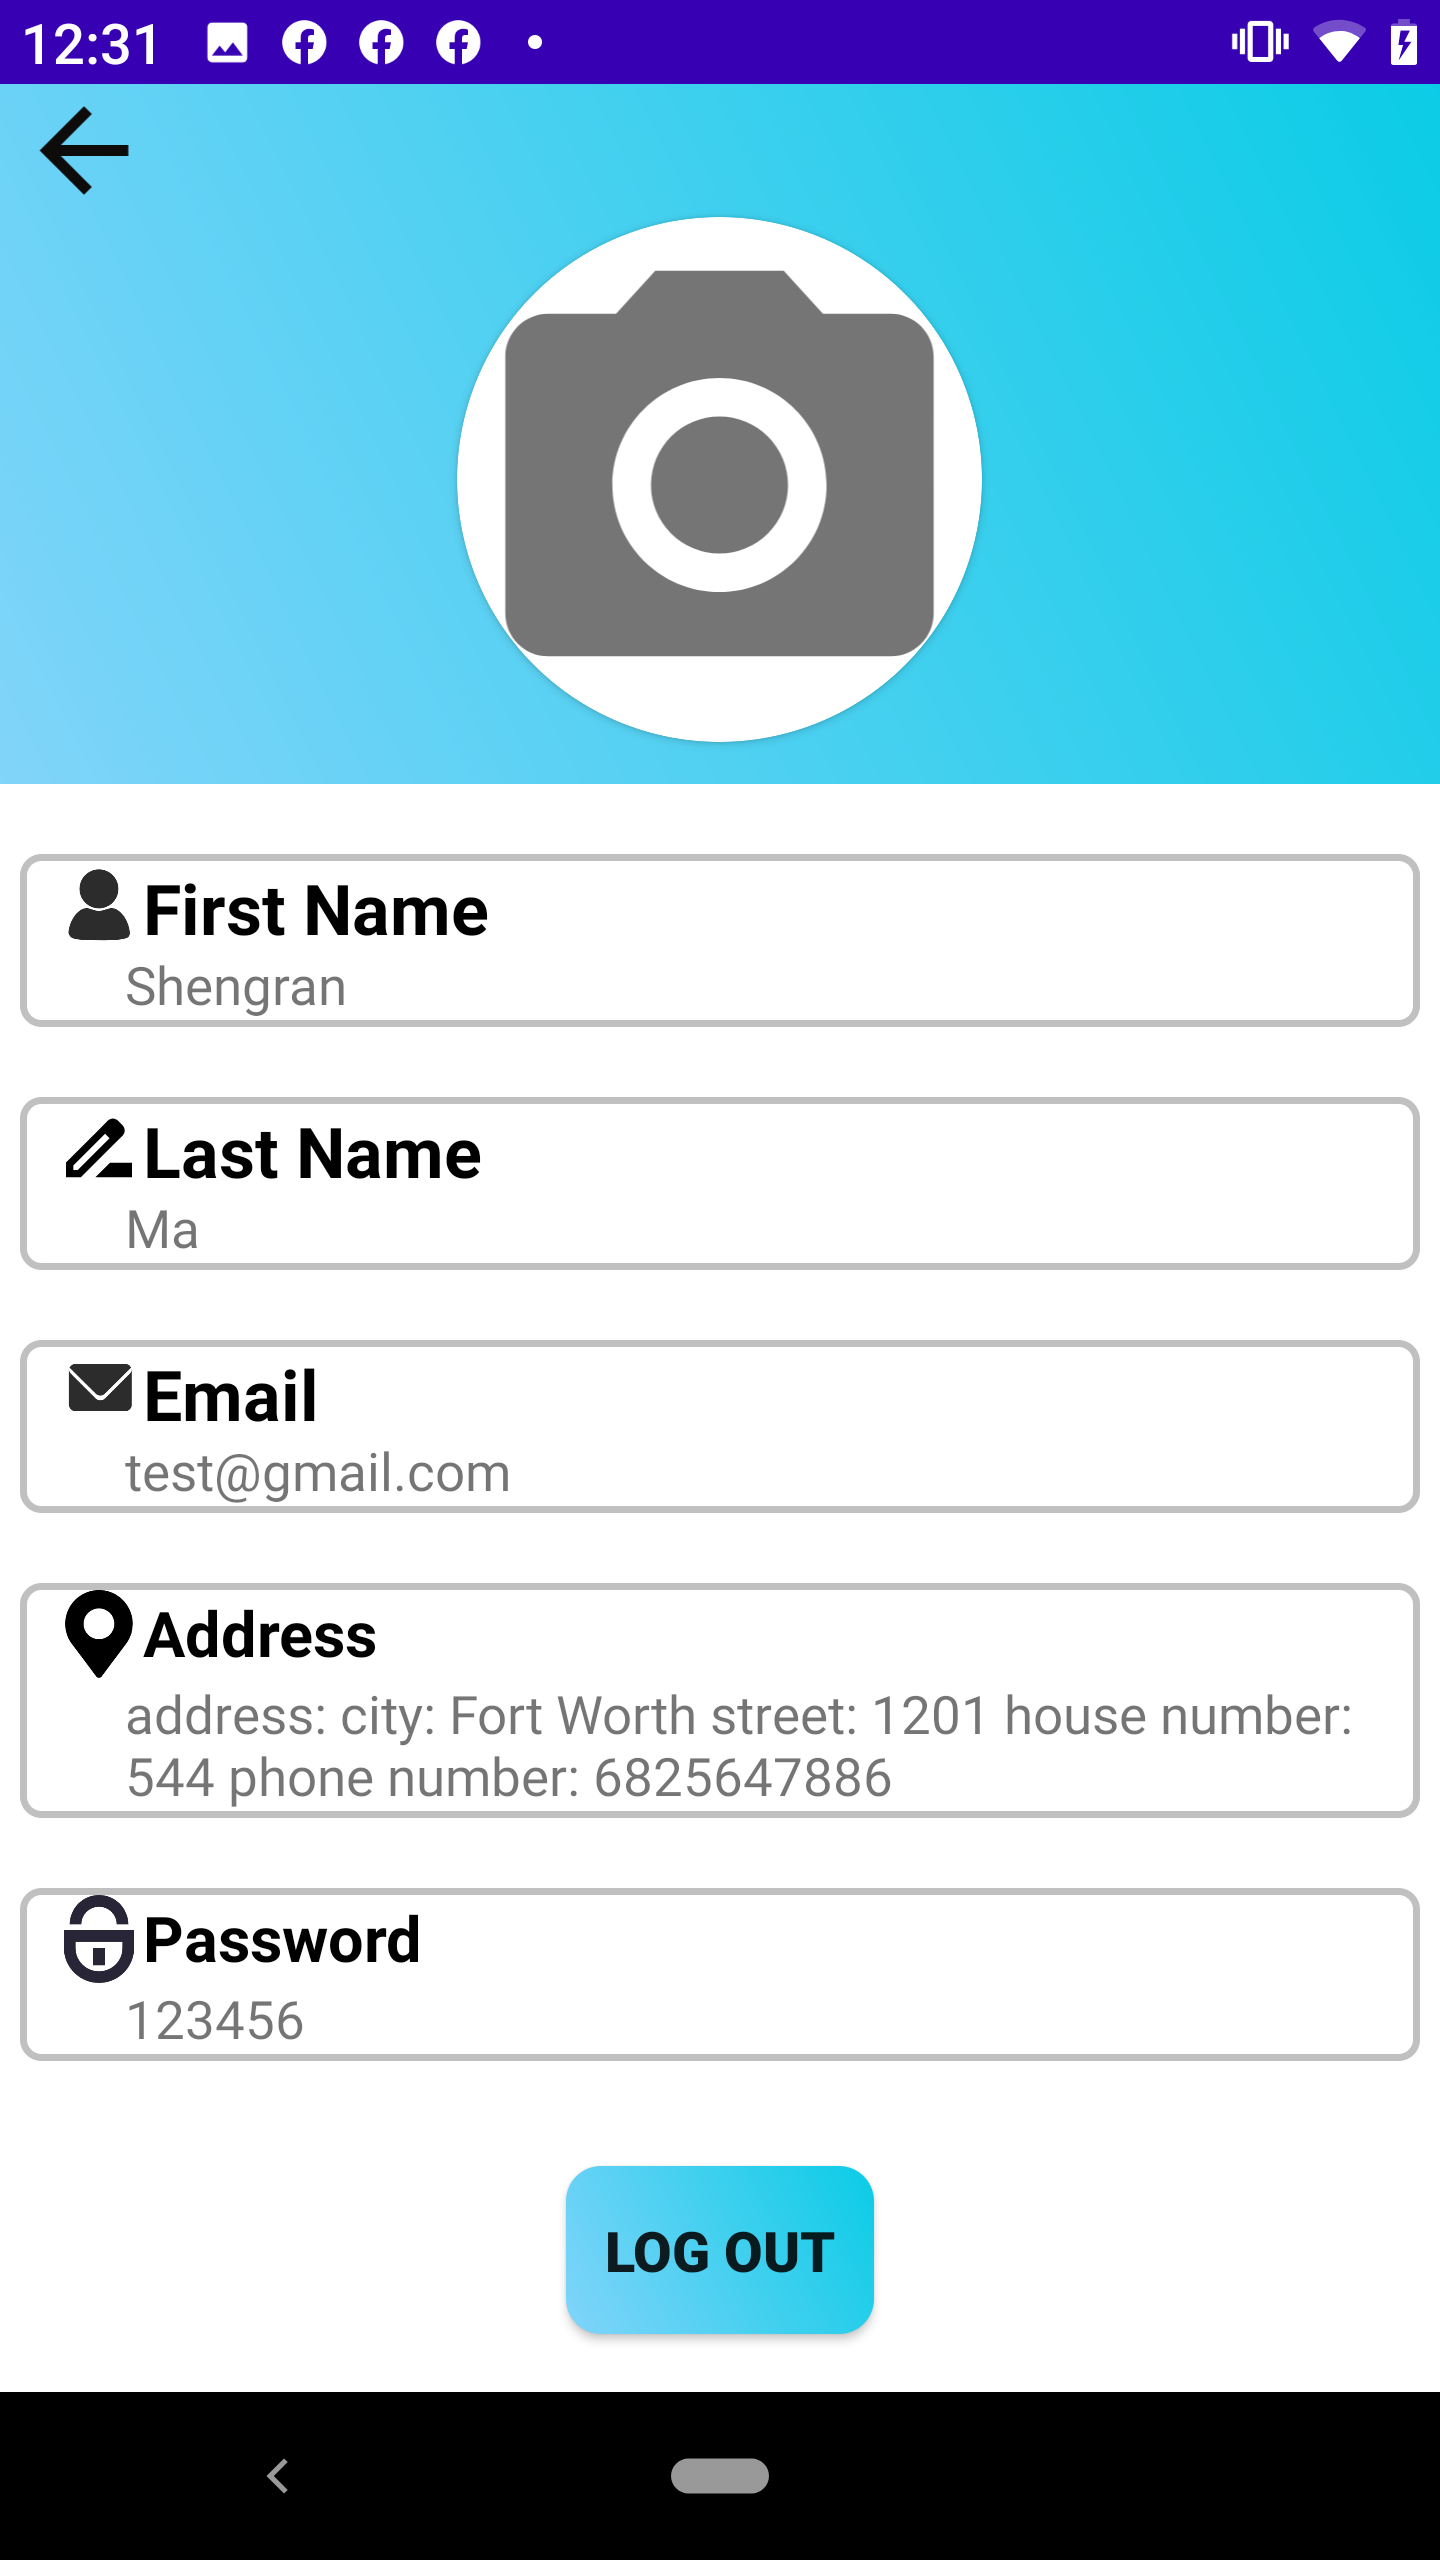 12:31
First Name
Shengran
Last Name
Ma
Email
test@gmail.com
Address
address: city: Fort Worth street: 1201 house number:
544 phone number: 6825647886
Password
123456
LOG OUT